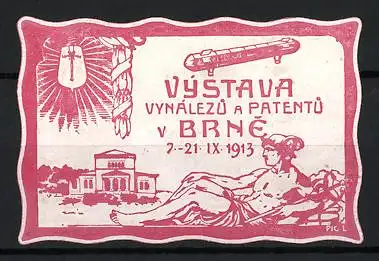 VÝSTAVA
VYNÁLEZŮ A PATENTŮ
V BRNĚ
7.-21. IX. 1913
PIC L